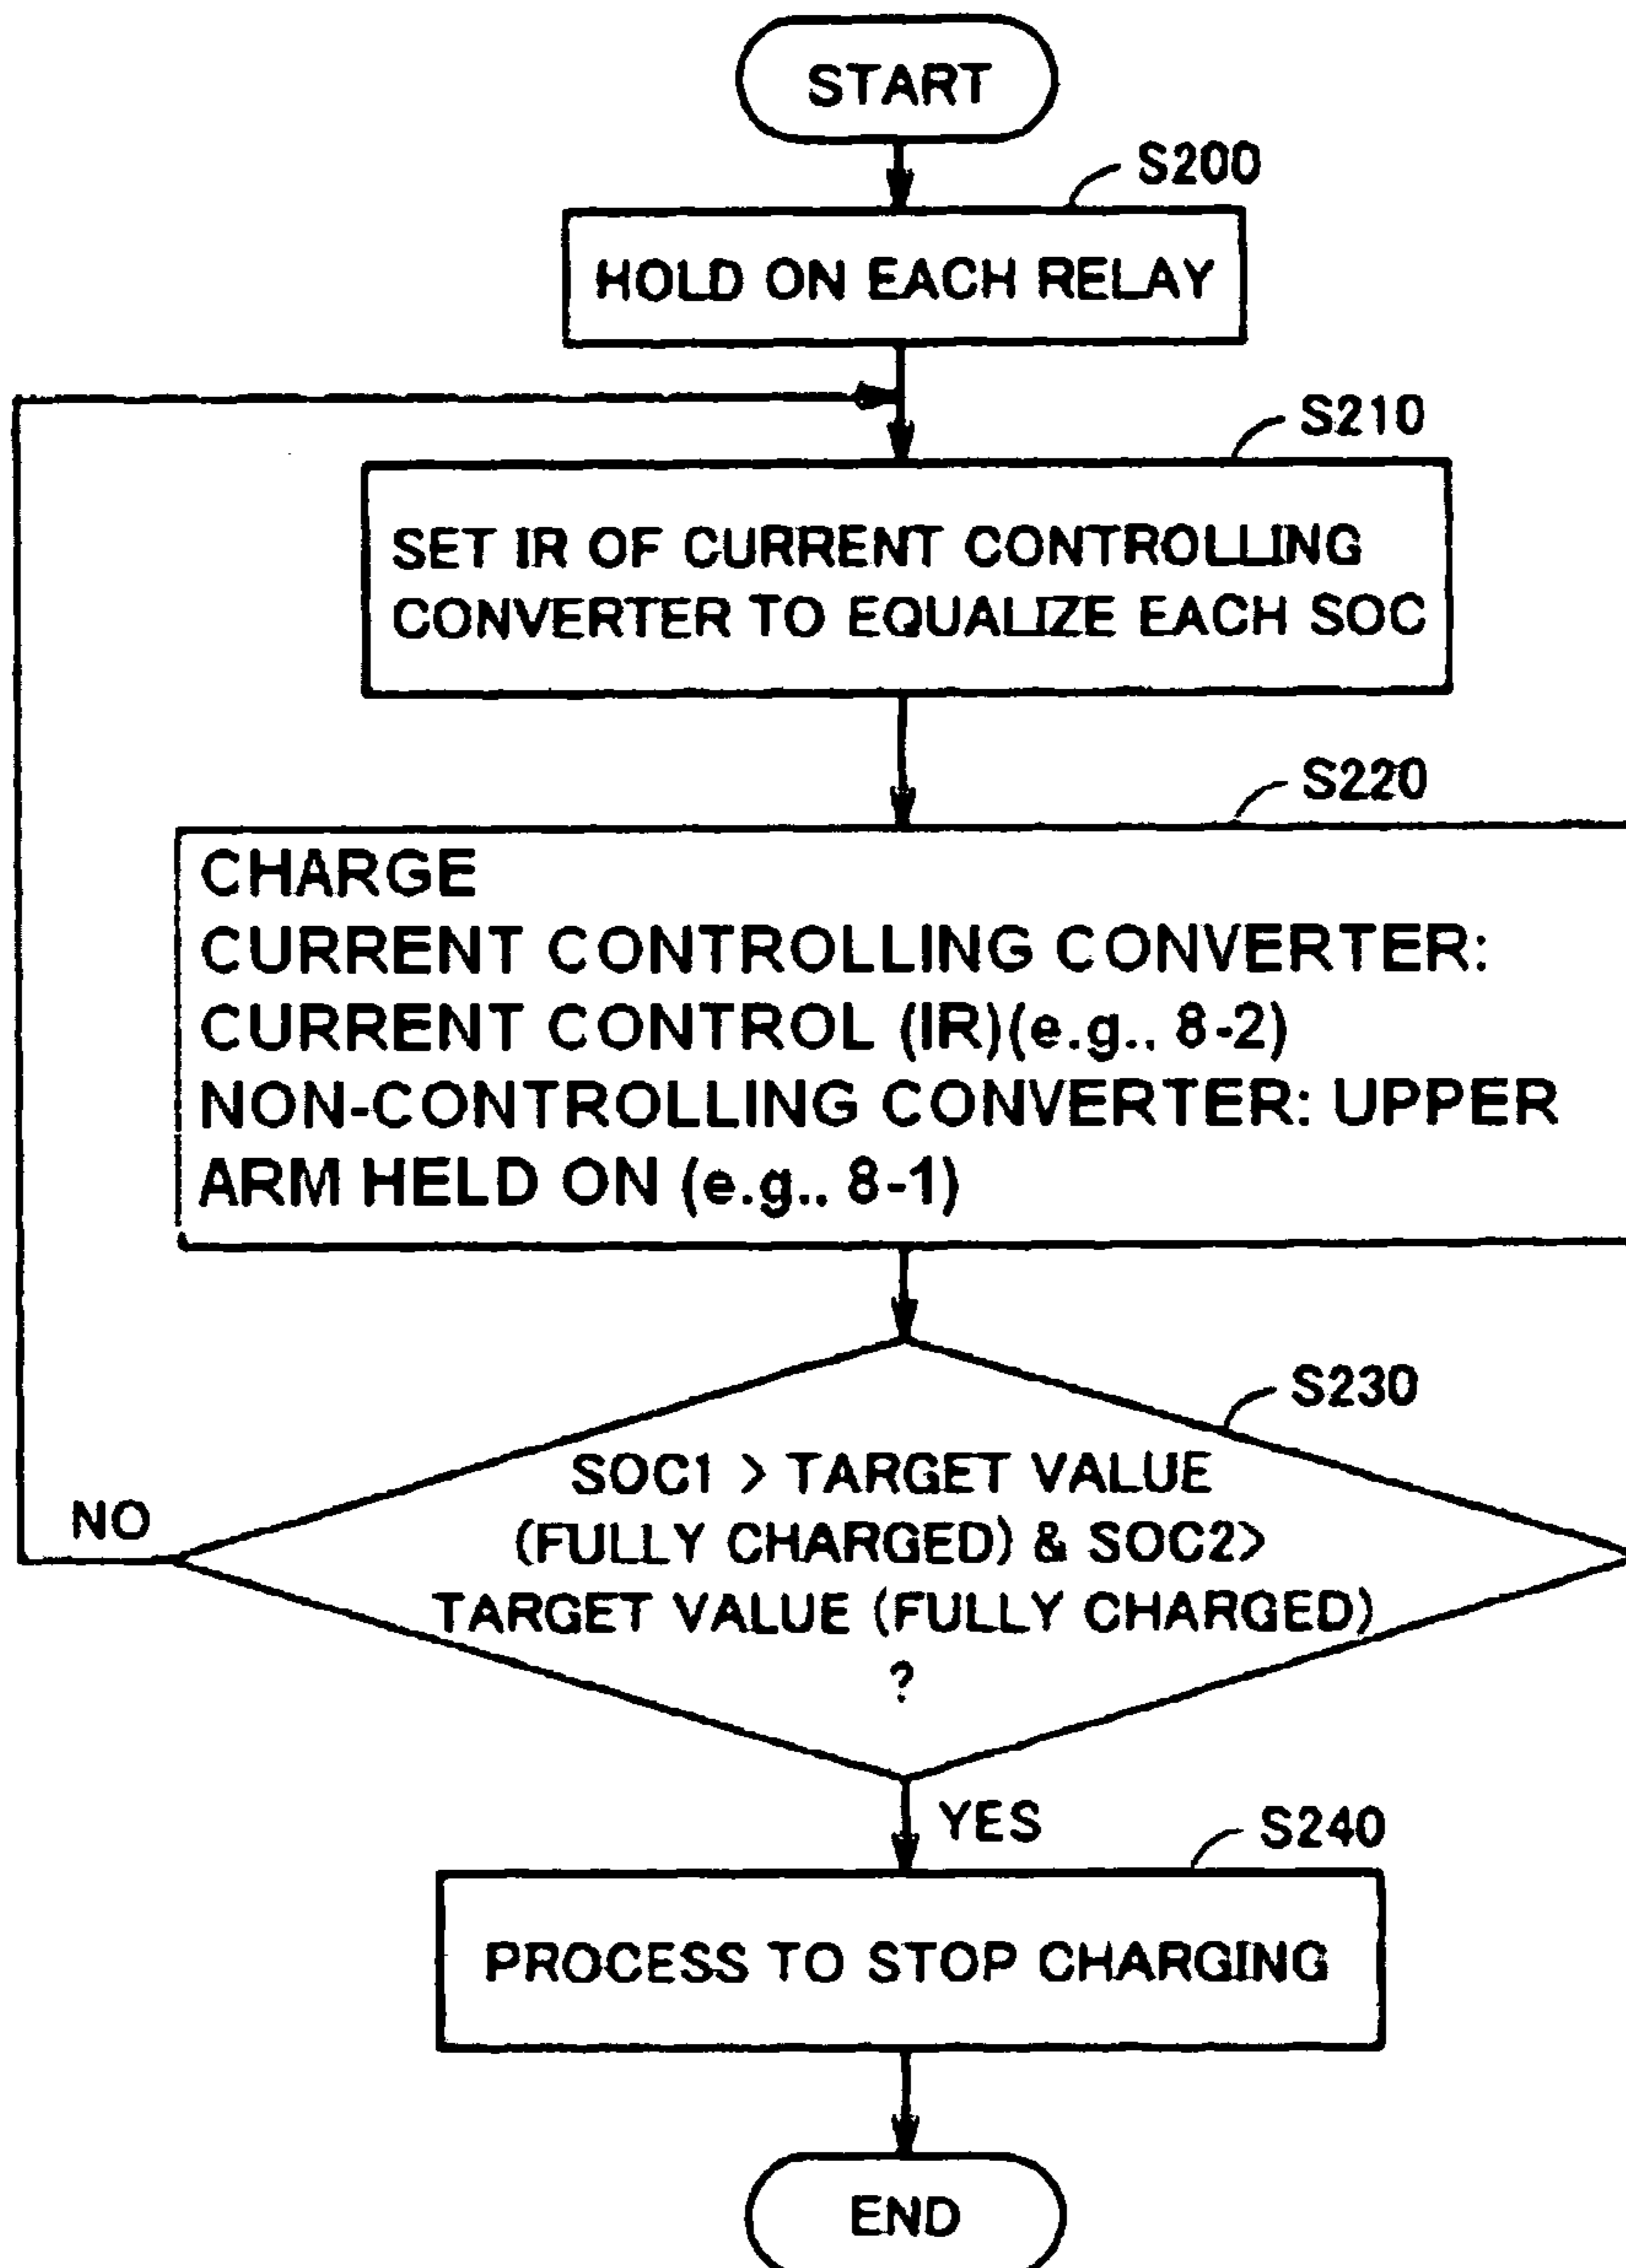 START
S200
HOLD ON EACH RELAY
S210
SET IR OF CURRENT CONTROLLING
CONVERTER TO EQUALIZE EACH SOC
S220
CHARGE
CURRENT CONTROLLING CONVERTER:
CURRENT CONTROL (IR)(e.g., 8-2)
NON-CONTROLLING CONVERTER: UPPER
ARM HELD ON (e.g., 8-1)
S230
SOC1 > TARGET VALUE
(FULLY CHARGED) & SOC2>
TARGET VALUE (FULLY CHARGED)
?
NO
YES
S240
PROCESS TO STOP CHARGING
END